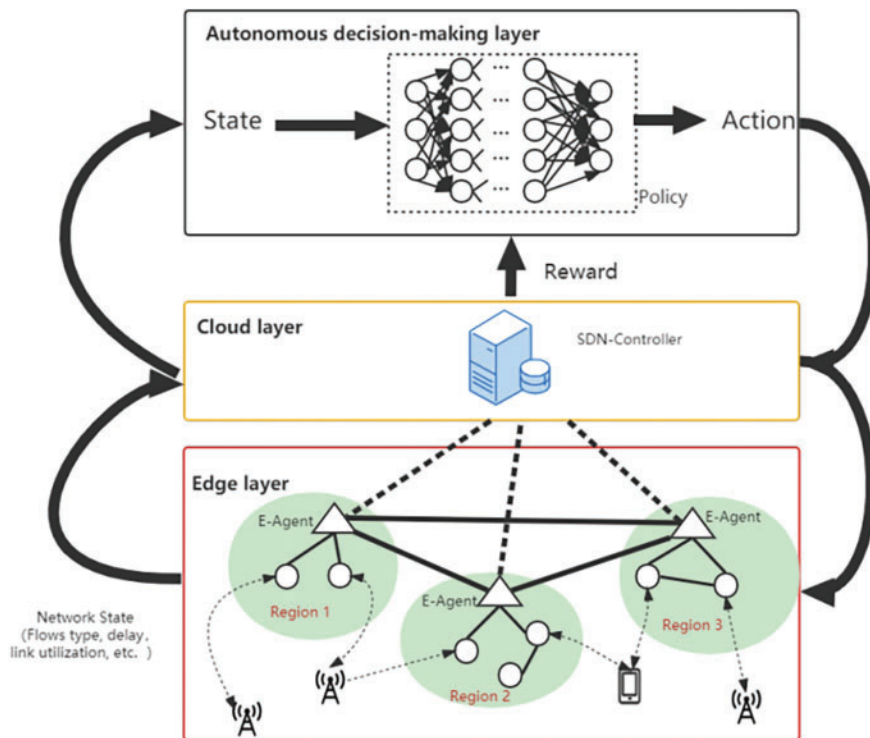 Autonomous decision-making layer
State
...
...
...
...
...
Action
Policy
Reward
Cloud layer
SDN-Controller
Edge layer
E-Agent
E-Agent
E-Agent
Region 1
Region 3
Region 2
Network State
(Flows type, delay,
link utilization, etc. )